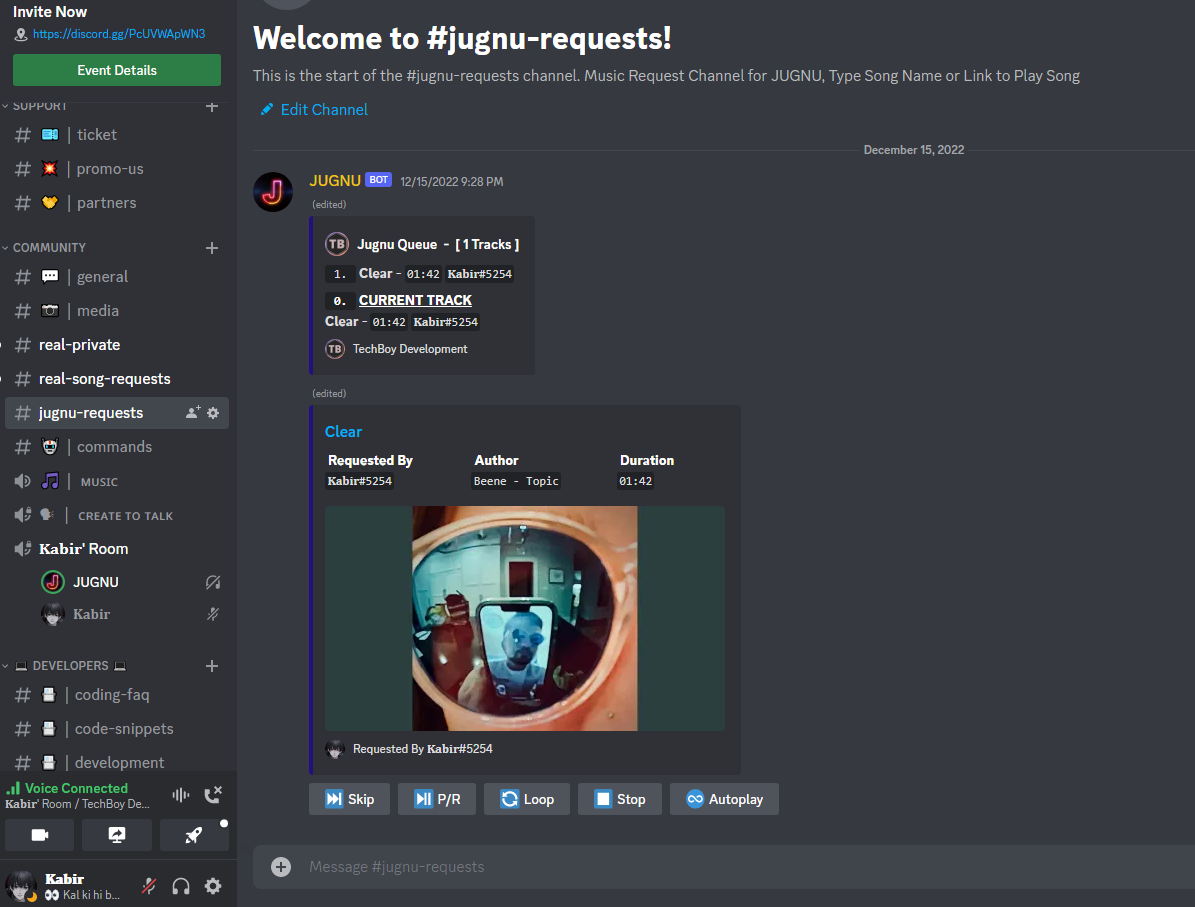 Invite Now
https://discord.gg/PcUVWApWN3
Event Details
SUPPORT
ticket
promo-us
partners
COMMUNITY
general
media
real-private
real-song-requests
jugnu-requests
commands
MUSIC
CREATE TO TALK
Kabir' Room
JUGNU
Kabir
DEVELOPERS
coding-faq
code-snippets
development
Voice Connected
Kabir' Room / TechBoy De...
Kabir
Kal ki hi b...
Welcome to #jugnu-requests!
This is the start of the #jugnu-requests channel. Music Request Channel for JUGNU, Type Song Name or Link to Play Song
Edit Channel
December 15, 2022
JUGNU BOT 12/15/2022 9:28 PM
(edited)
TB Jugnu Queue - [ 1 Tracks ]
1. Clear - 01:42 Kabir#5254
0. CURRENT TRACK
Clear - 01:42 Kabir#5254
TB TechBoy Development
(edited)
Clear
Requested By Author Duration
Kabir#5254 Beene - Topic 01:42
Requested By Kabir#5254
Skip P/R Loop Stop Autoplay
Message #jugnu-requests